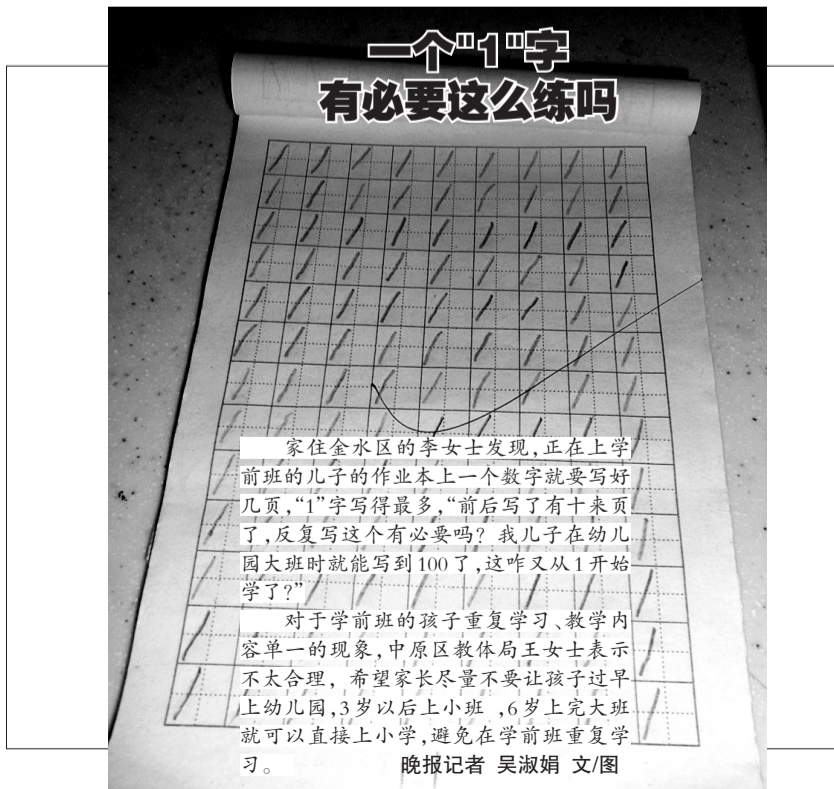 一个"1"字
有必要这么练吗
家住金水区的李女士发现,正在上学
前班的儿子的作业本上一个数字就要写好
几页,“1”字写得最多,“前后写了有十来页
了,反复写这个有必要吗？我儿子在幼儿
园大班时就能写到100了,这咋又从1开始
学了?”
对于学前班的孩子重复学习、教学内
容单一的现象,中原区教体局王女士表示
不太合理，希望家长尽量不要让孩子过早
上幼儿园,3岁以后上小班 ,6岁上完大班
就可以直接上小学,避免在学前班重复学
习。
晚报记者 吴淑娟 文/图